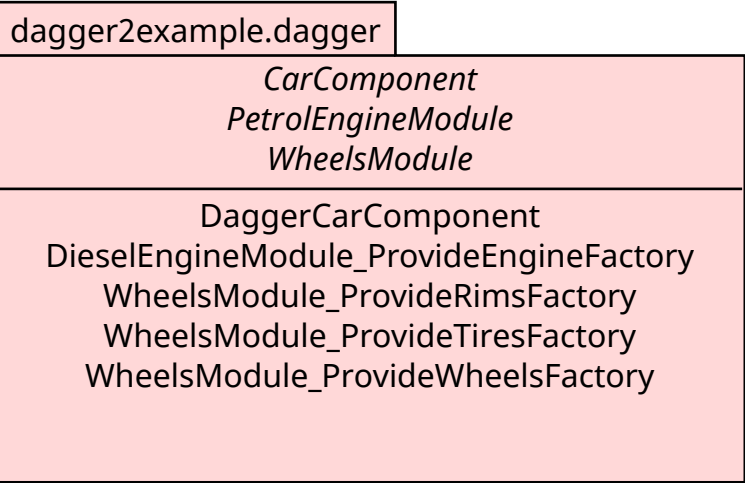 dagger2example.dagger
CarComponent
PetrolEngineModule
WheelsModule
DaggerCarComponent
DieselEngineModule_ProvideEngineFactory
WheelsModule_ProvideRimsFactory
WheelsModule_ProvideTiresFactory
WheelsModule_ProvideWheelsFactory